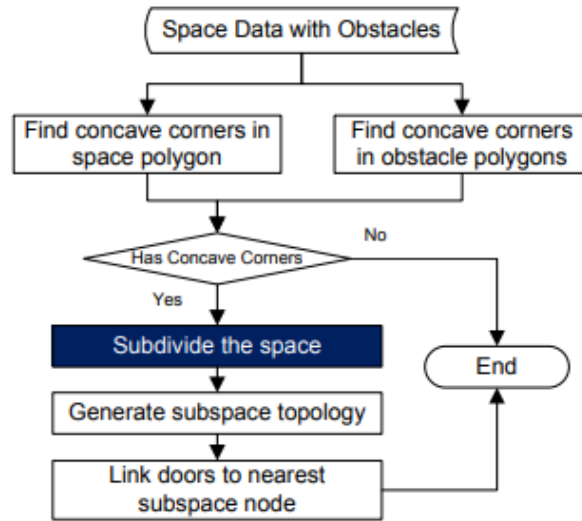 Space Data with Obstacles
Find concave corners in
space polygon
Find concave corners
in obstacle polygons
Has Concave Corners
No
Yes
Subdivide the space
End
Generate subspace topology
Link doors to nearest
subspace node